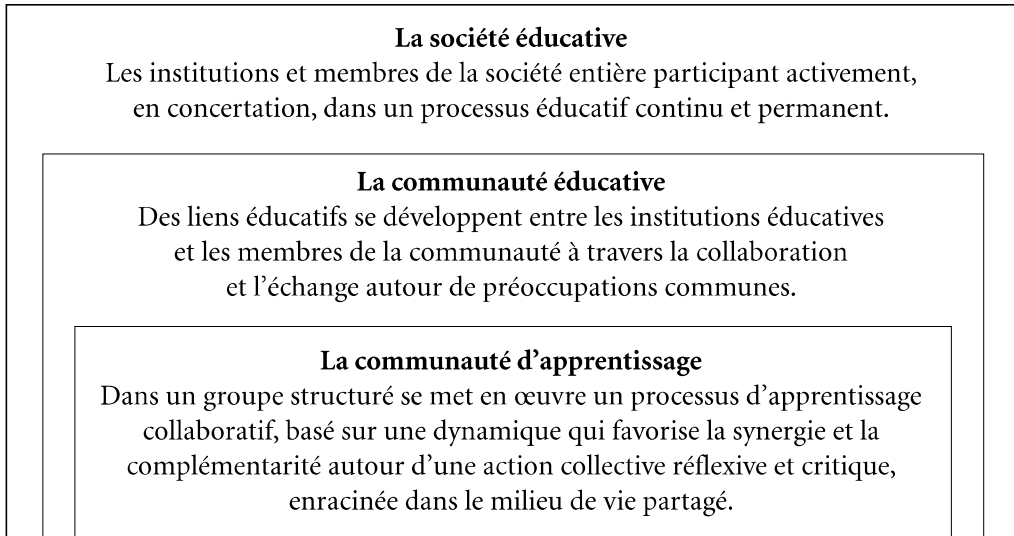 La société éducative
Les institutions et membres de la société entière participant activement,
en concertation, dans un processus éducatif continu et permanent.
La communauté éducative
Des liens éducatifs se développent entre les institutions éducatives
et les membres de la communauté à travers la collaboration
et l’échange autour de préoccupations communes.
La communauté d’apprentissage
Dans un groupe structuré se met en œuvre un processus d’apprentissage
collaboratif, basé sur une dynamique qui favorise la synergie et la
complémentarité autour d’une action collective réflexive et critique,
enracinée dans le milieu de vie partagé.